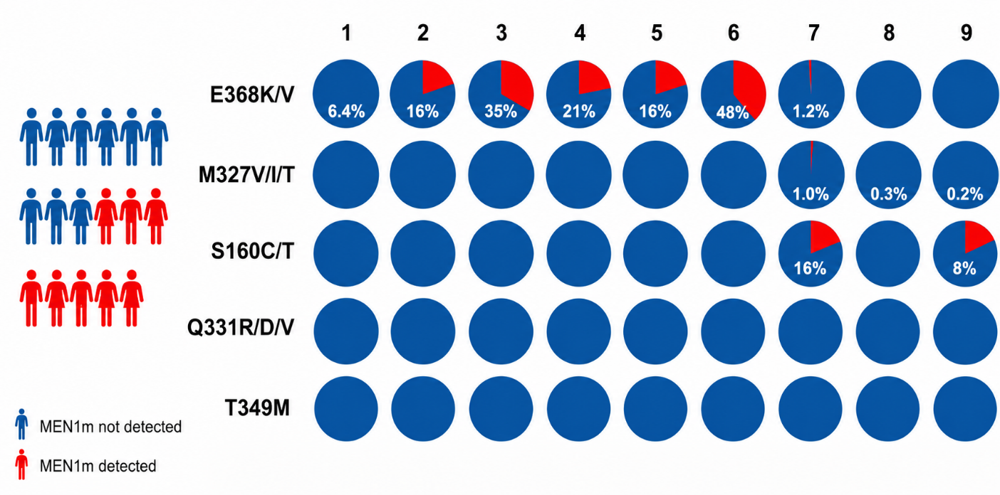 1 2 3 4 5 6 7 8 9
E368K/V 6.4% 16% 35% 21% 16% 48% 1.2%
M327V/I/T 1.0% 0.3% 0.2%
S160C/T 16% 8%
Q331R/D/V
T349M
MEN1m not detected
MEN1m detected